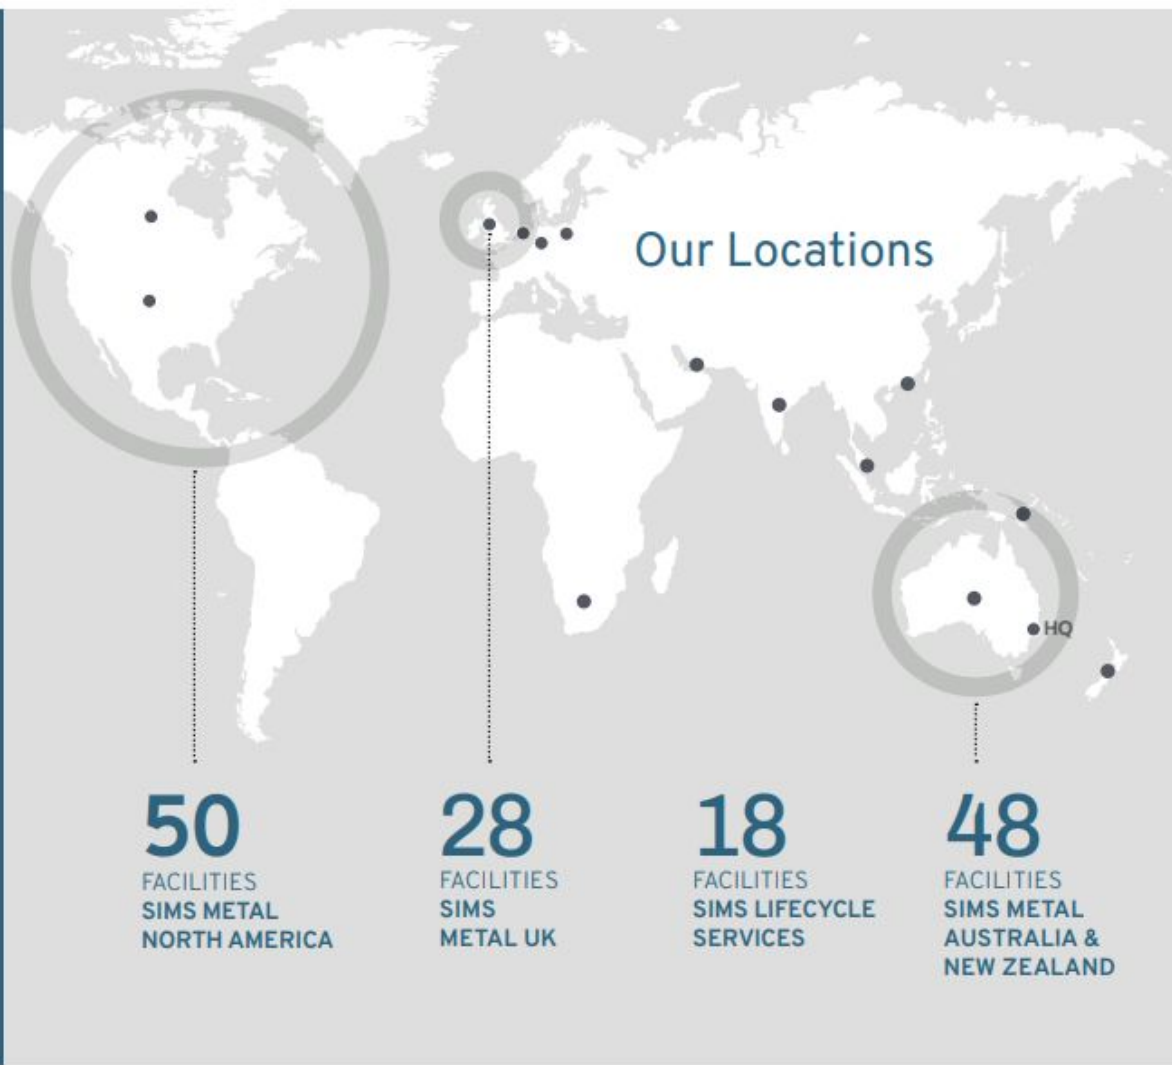 Our Locations
HQ
50
FACILITIES
SIMS METAL
NORTH AMERICA
28
FACILITIES
SIMS
METAL UK
18
FACILITIES
SIMS LIFECYCLE
SERVICES
48
FACILITIES
SIMS METAL
AUSTRALIA &
NEW ZEALAND